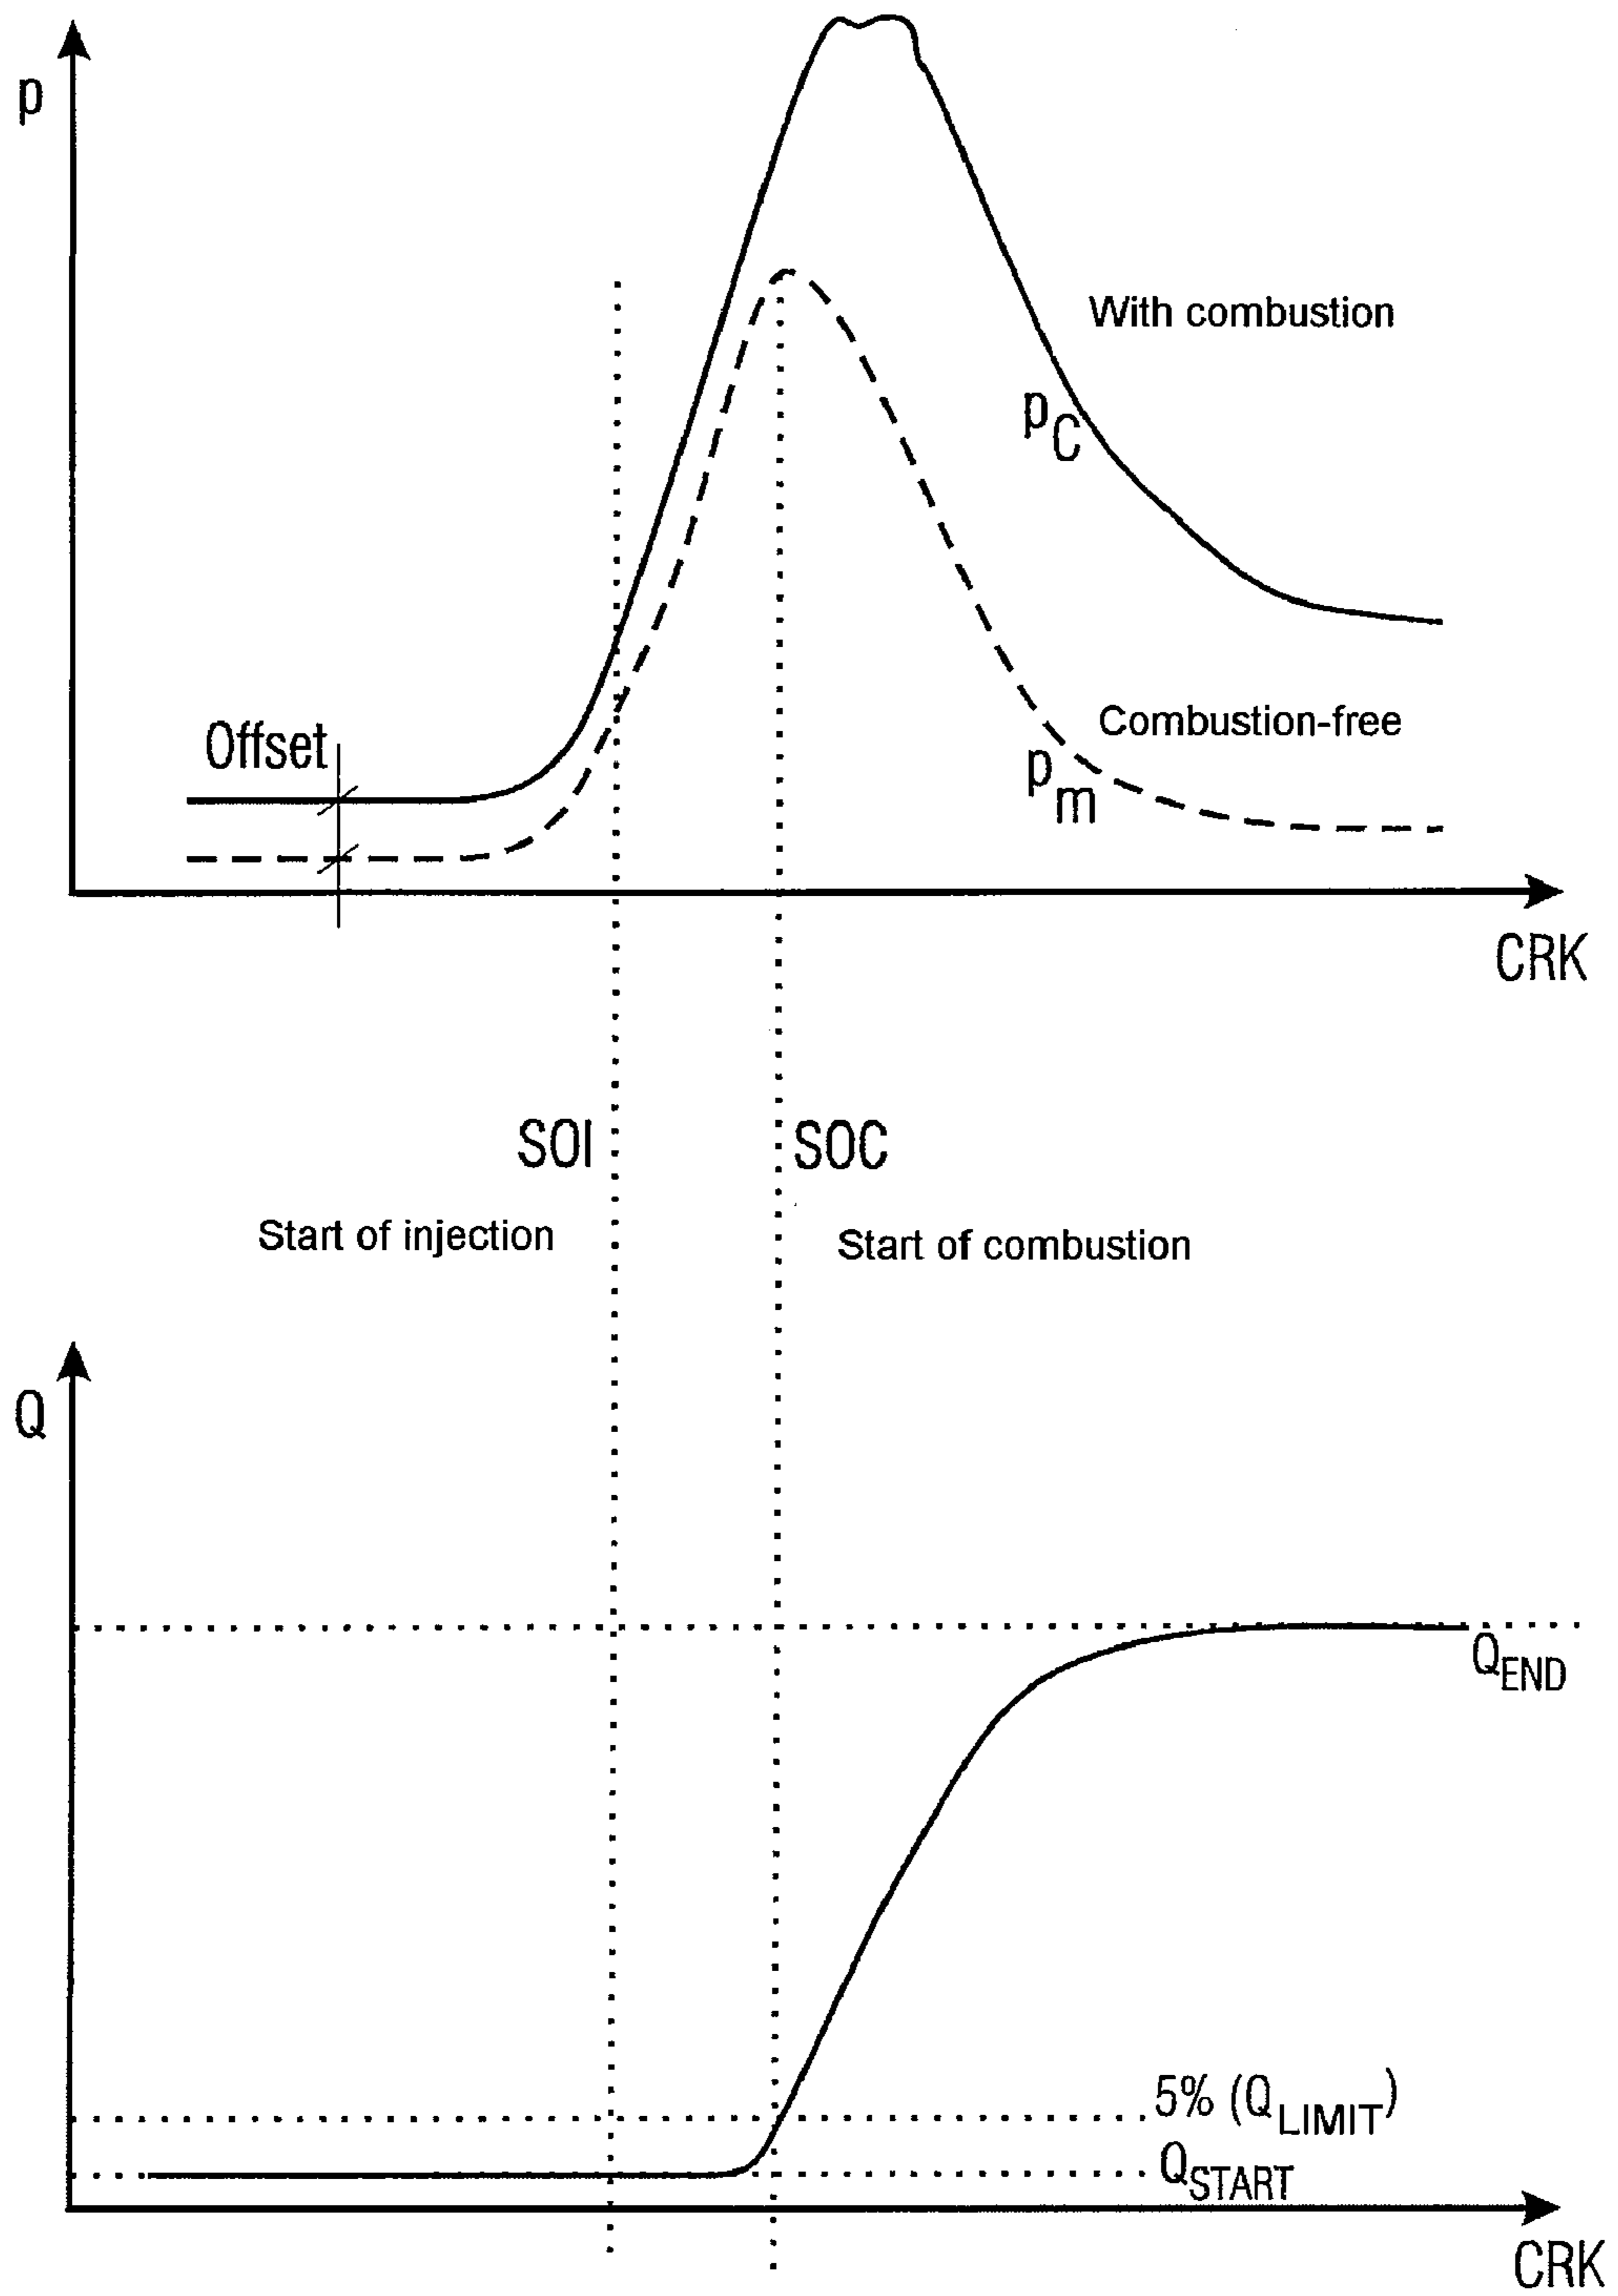 p
With combustion
pC
Offset
Combustion-free
pm
CRK
SOI
SOC
Start of injection
Start of combustion
Q
QEND
5% (QLIMIT)
QSTART
CRK